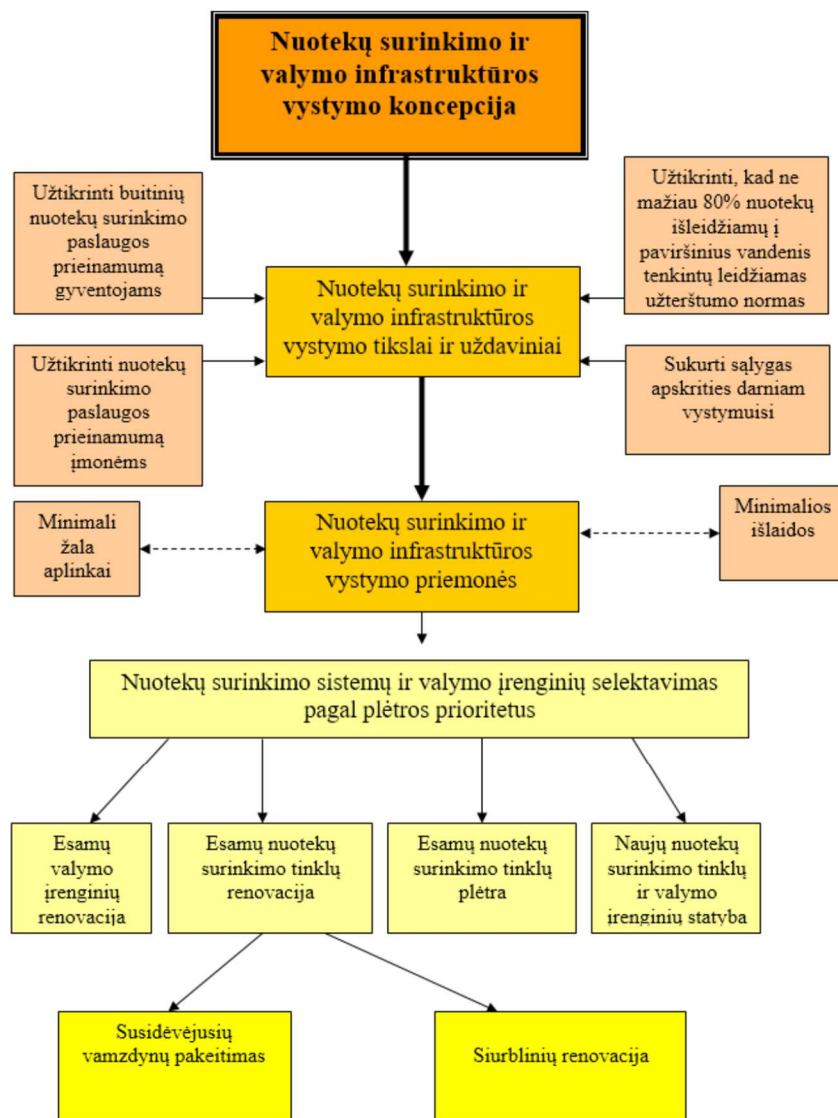 Nuotekų surinkimo ir
valymo infrastruktūros
vystymo koncepcija
Užtikrinti buitinių
nuotekų surinkimo
paslaugos
prieinamumą
gyventojams
Užtikrinti, kad ne
mažiau 80% nuotekų
išleidžiamų į
paviršinius vandenis
tenkintų leidžiamas
užterštumo normas
Nuotekų surinkimo ir
valymo infrastruktūros
vystymo tikslai ir uždaviniai
Užtikrinti nuotekų
surinkimo
paslaugos
prieinamumą
įmonėms
Sukurti sąlygas
apskrities darniam
vystymuisi
Minimali
žala
aplinkai
Nuotekų surinkimo ir
valymo infrastruktūros
vystymo priemonės
Minimalios
išlaidos
Nuotekų surinkimo sistemų ir valymo įrenginių selektavimas
pagal plėtros prioritetus
Esamų
valymo
įrenginių
renovacija
Esamų nuotekų
surinkimo tinklų
renovacija
Esamų nuotekų
surinkimo tinklų
plėtra
Naujų nuotekų
surinkimo tinklų
ir valymo
įrenginių statyba
Susidėvėjusių
vamzdynų pakeitimas
Siurblinių renovacija